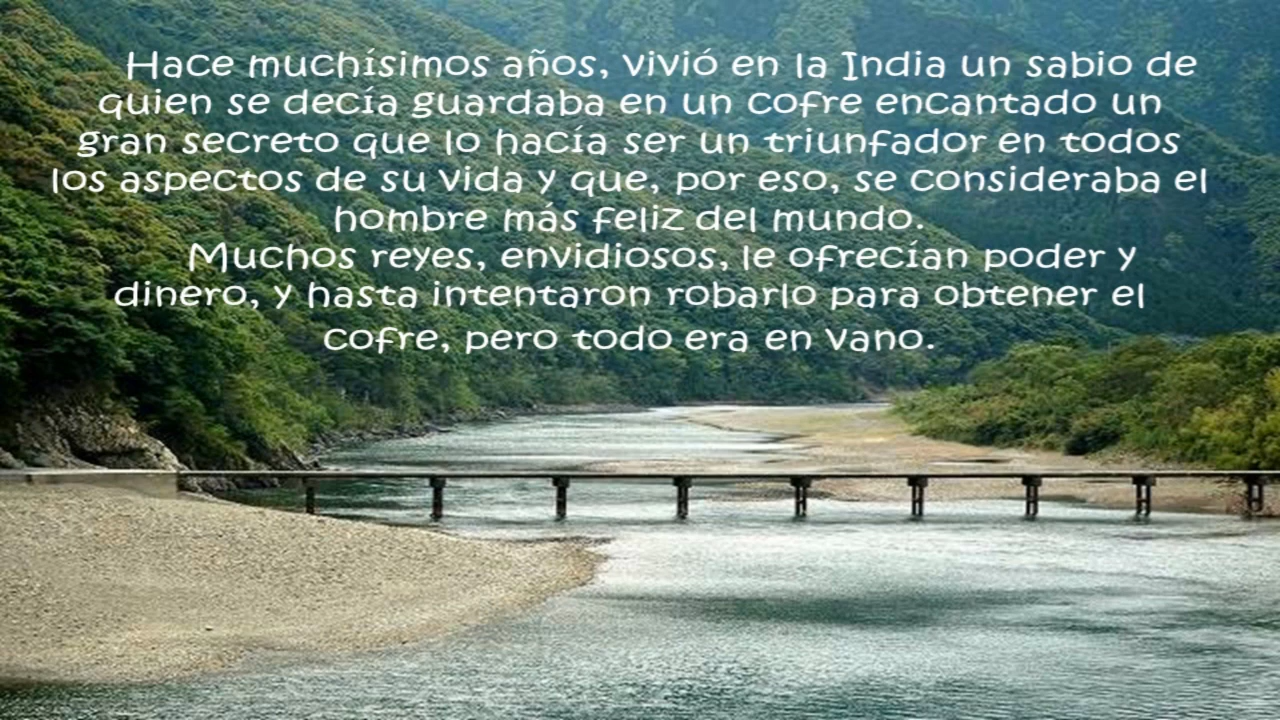 Hace muchísimos años, vivió en la India un sabio de
quien se decía guardaba en un cofre encantado un
gran secreto que lo hacía ser un triunfador en todos
los aspectos de su vida y que, por eso, se consideraba el
hombre más feliz del mundo.
Muchos reyes, envidiosos, le ofrecían poder y
dinero, y hasta intentaron robarlo para obtener el
cofre, pero todo era en vano.